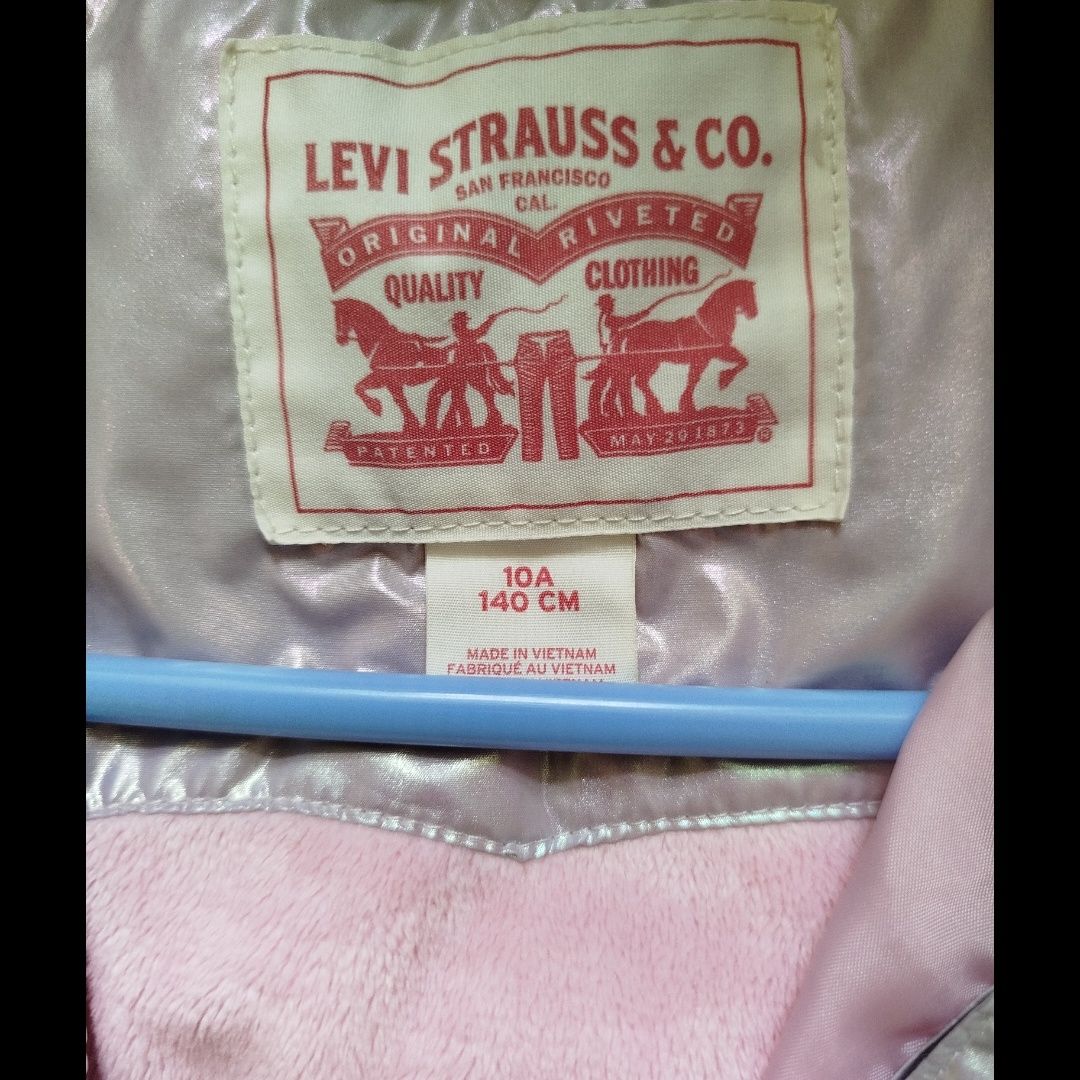 LEVI STRAUSS & CO.
SAN FRANCISCO
CAL.
ORIGINAL RIVETED
QUALITY CLOTHING
PATENTED MAY 20 1873
10A
140 CM
MADE IN VIETNAM
FABRIQUÉ AU VIETNAM